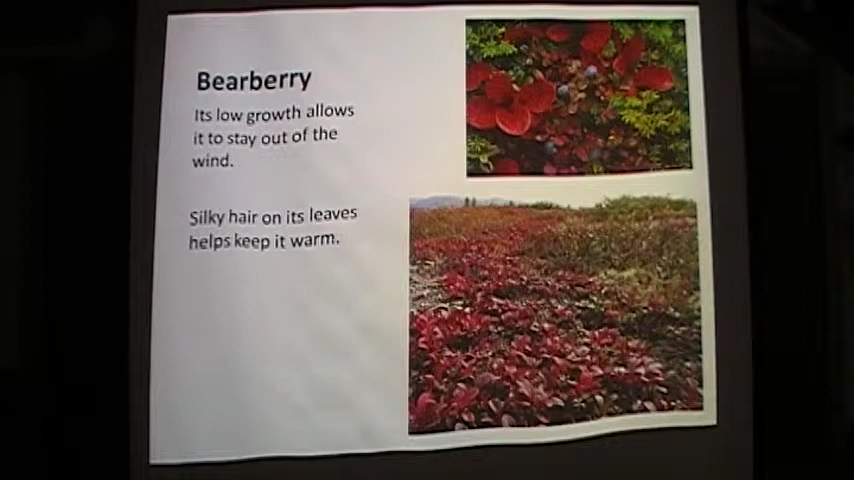 Bearberry
Its low growth allows
it to stay out of the
wind.
Silky hair on its leaves
helps keep it warm.